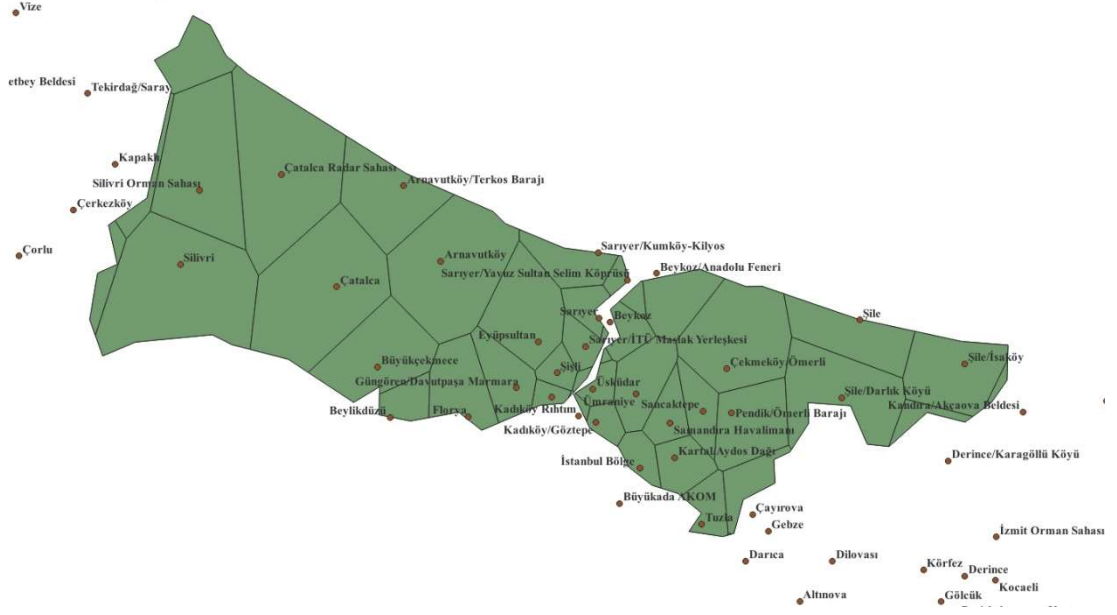 Vize
etbey Beldesi
Tekirdağ/Saray
Kapaklı
Çatalca Radar Sahası
Silivri Orman Sahası
Arnavutköy/Terkos Barajı
Çerkezköy
Çorlu
Silivri
Arnavutköy
Sarıyer/Kumköy-Kilyos
Çatalca
Sarıyer/Yavuz Sultan Selim Köprüsü
Beykoz/Anadolu Feneri
Sarıyer
Beykoz
Şile
Eyüpsultan
Sarıyer/İTÜ Maslak Yerleşkesi
Büyükçekmece
Şişli
Çekmeköy/Ömerli
Şile/İsaköy
Güngören/Davutpaşa Marmara
Üsküdar
Şile/Darlık Köyü
Ümraniye
Sancaktepe
Kandıra/Akçaova Beldesi
Beylikdüzü
Florya
Kadıköy Rıhtım
Pendik/Ömerli Barajı
Kadıköy/Göztepe
Samandıra Havalimanı
İstanbul Bölge
Kartal Aydos Dağı
Derince/Karagöllü Köyü
Büyükada AKOM
Tuzla
Çayırova
Gebze
İzmit Orman Sahası
Darıca
Dilovası
Körfez
Derince
Kocaeli
Altınova
Gölcük